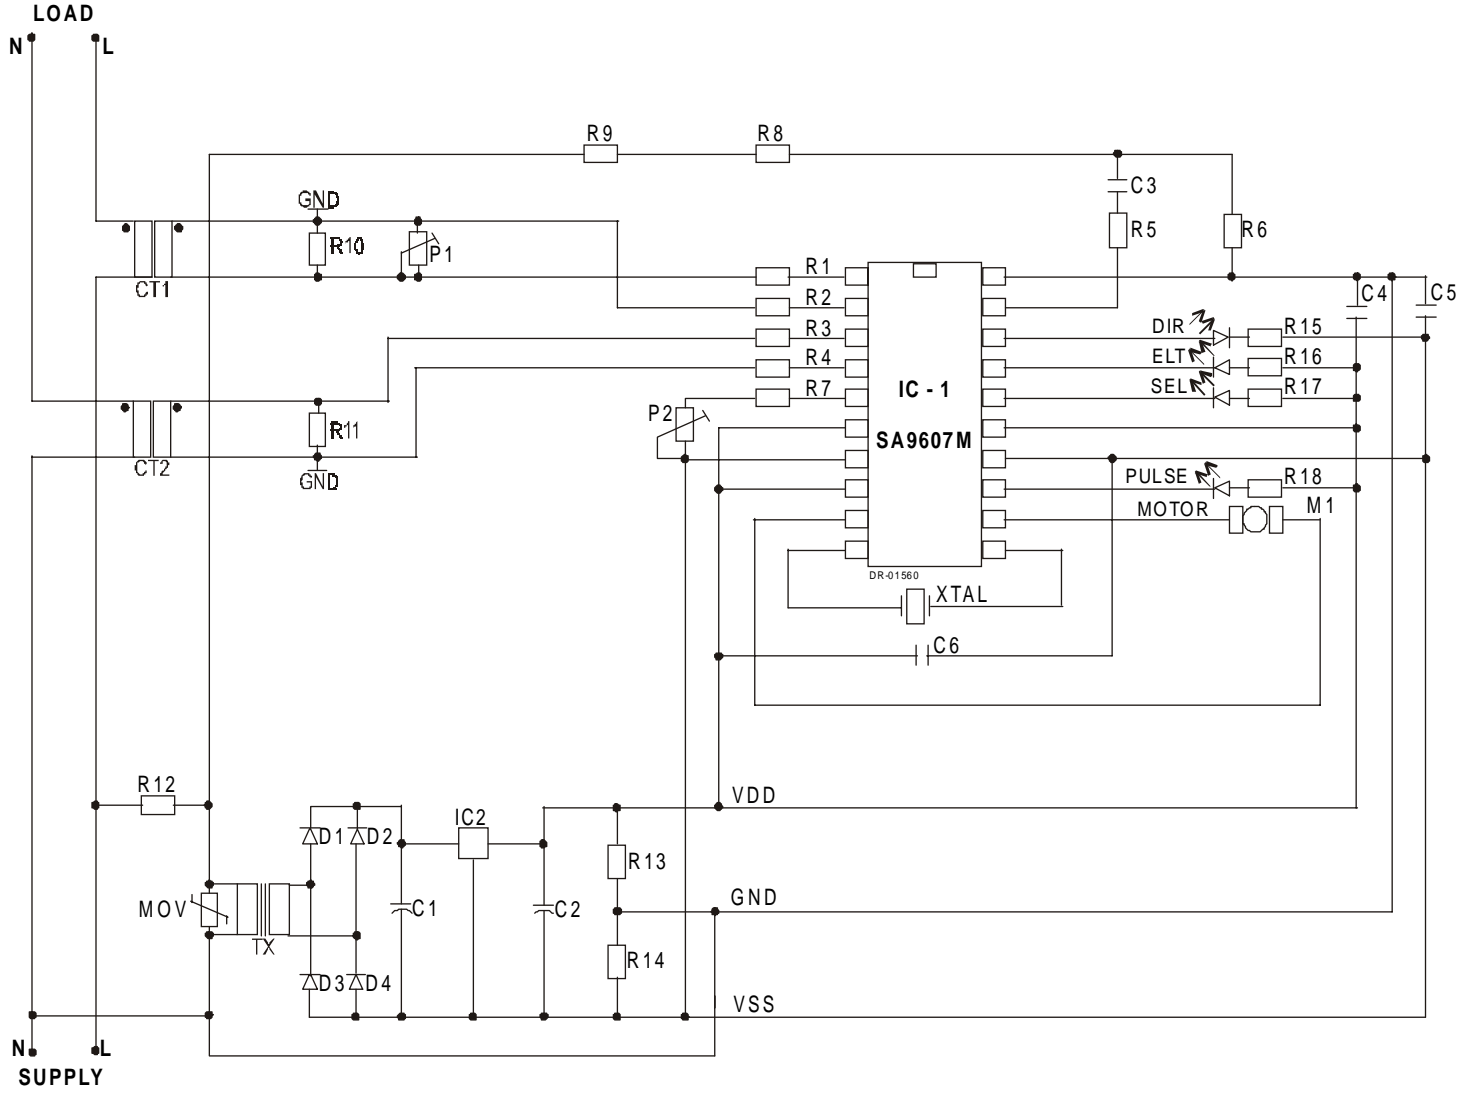 LOAD
N L
R9 R8
C3
GND
R5 R6
R10 P1
R1
CT1 C4 C5
R2
DIR R15
R3
ELT R16
R4
SEL R17
R7 IC - 1
P2
R11 SA9607M
CT2
GND PULSE R18
MOTOR M1
DR-01560
XTAL
C6
R12 VDD
D1 D2 IC2
R13
MOV C1 C2 GND
TX
R14
D3 D4
VSS
N L
SUPPLY